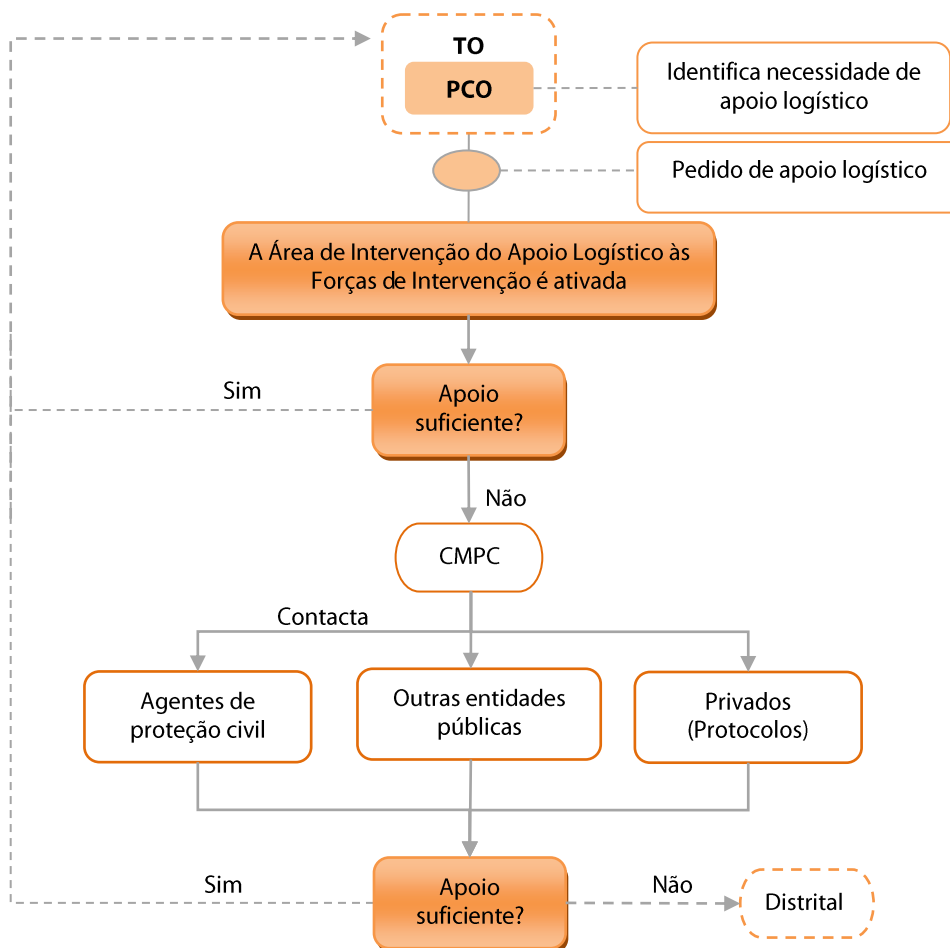 TO
PCO
Identifica necessidade de
apoio logístico
Pedido de apoio logístico
A Área de Intervenção do Apoio Logístico às
Forças de Intervenção é ativada
Sim
Apoio
suficiente?
Não
CMPC
Contacta
Agentes de
proteção civil
Outras entidades
públicas
Privados
(Protocolos)
Sim
Apoio
suficiente?
Não
Distrital